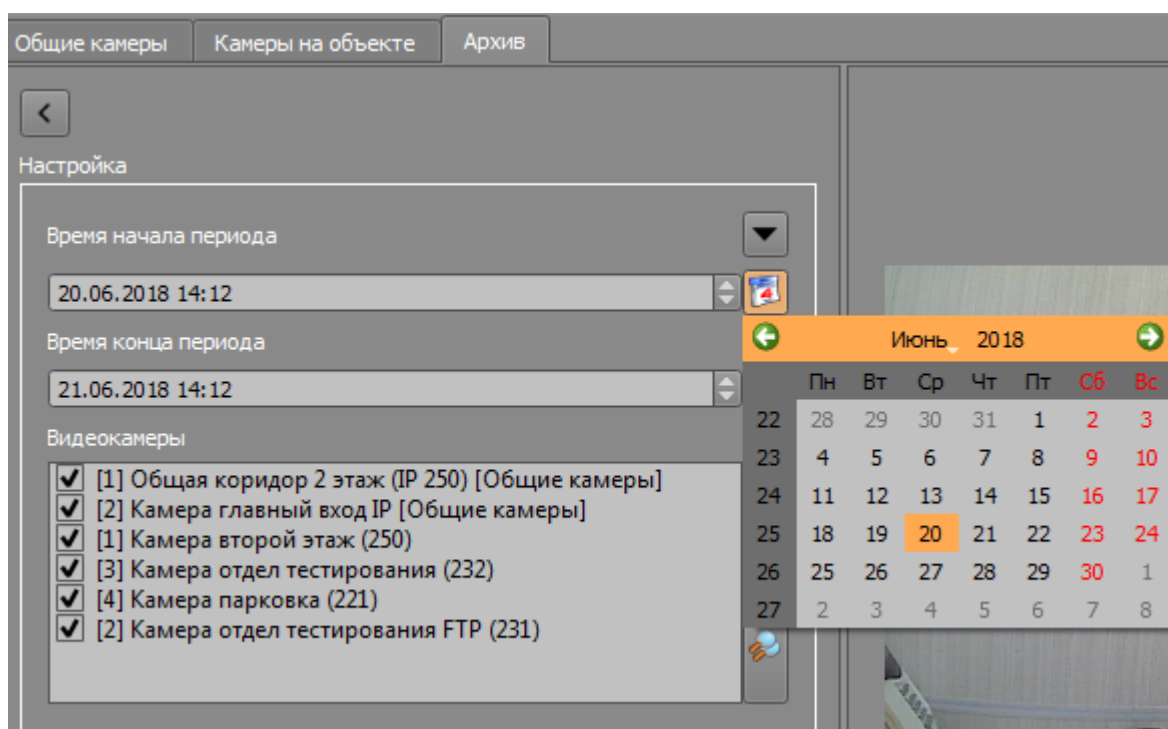 Общие камеры Камеры на объекте Архив
Настройка
Время начала периода
20.06.2018 14:12
Время конца периода
21.06.2018 14:12
Видеокамеры
[1] Общая коридор 2 этаж (IP 250) [Общие камеры]
[2] Камера главный вход IP [Общие камеры]
[1] Камера второй этаж (250)
[3] Камера отдел тестирования (232)
[4] Камера парковка (221)
[2] Камера отдел тестирования FTP (231)
4
Июнь 2018
Пн Вт Ср Чт Пт Сб Вс
22 28 29 30 31 1 2 3
23 4 5 6 7 8 9 10
24 11 12 13 14 15 16 17
25 18 19 20 21 22 23 24
26 25 26 27 28 29 30 1
27 2 3 4 5 6 7 8